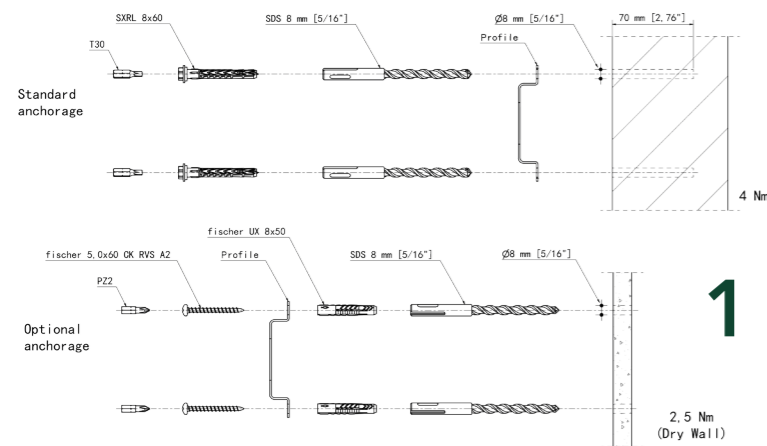 SXRL 8x60
SDS 8 mm [5/16"]
Ø8 mm [5/16"]
70 mm [2,76"]
T30
Profile
Standard
anchorage
4 Nm
fischer UX 8x50
fischer 5,0x60 CK RVS A2
Profile
SDS 8 mm [5/16"]
Ø8 mm [5/16"]
PZ2
1
Optional
anchorage
2,5 Nm
(Dry Wall)